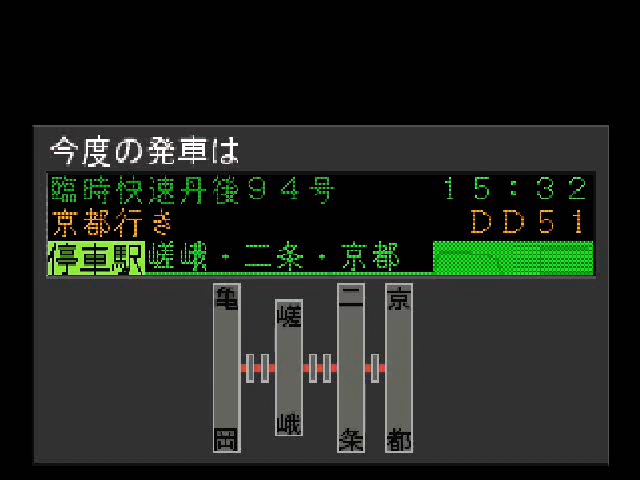 今度の発車は
臨時快速丹後94号 15:32
京都行き DD51
停車駅 嵯峨・二条・京都
亀岡 嵯峨 二条 京都